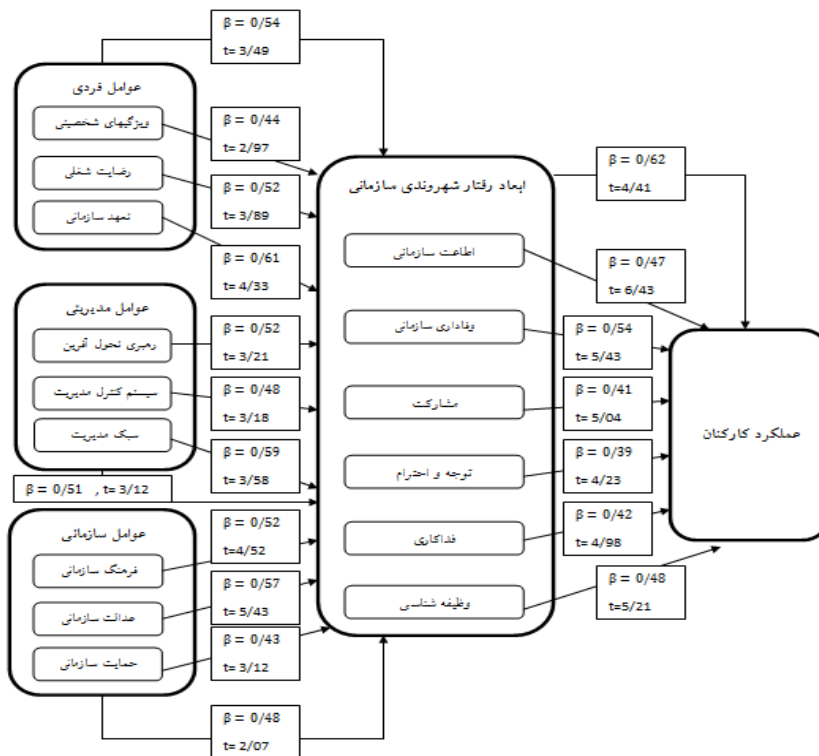 β = 0/54
t= 3/49
عوامل فردی
ویژگیهای شخصیتی
رضایت شغلی
تعهد سازمانی
β = 0/44
t= 2/97
β = 0/52
t= 3/89
β = 0/61
t= 4/33
عوامل مدیریتی
رهبری تحول آفرین
سیستم کنترل مدیریت
سبک مدیریت
β = 0/52
t= 3/21
β = 0/48
t= 3/18
β = 0/59
t= 3/58
β = 0/51 , t= 3/12
عوامل سازمانی
فرهنگ سازمانی
عدالت سازمانی
حمایت سازمانی
β = 0/52
t=4/52
β = 0/57
t= 5/43
β = 0/43
t= 3/12
β = 0/48
t= 2/07
ابعاد رفتار شهروندی سازمانی
اطاعت سازمانی
وفاداری سازمانی
مشارکت
توجه و احترام
فداکاری
وظیفه شناسی
β = 0/62
t=4/41
β = 0/47
t= 6/43
β = 0/54
t= 5/43
β = 0/41
t= 5/04
β = 0/39
t= 4/23
β = 0/42
t= 4/98
β = 0/48
t=5/21
عملکرد کارکنان